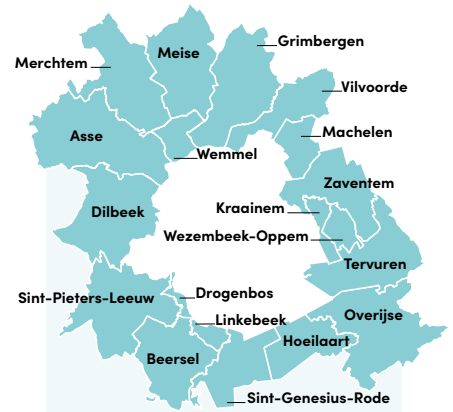 Grimbergen
Meise
Merchtem
Vilvoorde
Machelen
Asse
Wemmel
Zaventem
Kraainem
Dilbeek
Wezembeek-Oppem
Tervuren
Drogenbos
Sint-Pieters-Leeuw
Overijse
Linkebeek
Hoeilaart
Beersel
Sint-Genesius-Rode